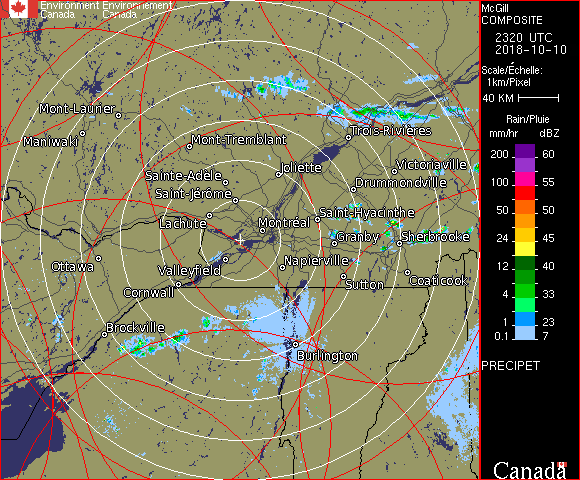 Environment Environnement
Canada Canada
McGill
COMPOSITE
2320 UTC
2018-10-10
Scale/Échelle:
1km/Pixel
40 KM
Rain/Pluie
mm/hr dBZ
200 60
55
100 55
50 50
24 45
12 40
8 33
4 33
1 23
0.1 7
PRECIPET
Canada
Mont-Laurier
Maniwaki
Mont-Tremblant
Trois-Rivières
Sainte-Adèle
Joliette
Victoriaville
Saint-Jérôme
Drummondville
Lachute
Montréal
Saint-Hyacinthe
Granby
Sherbrooke
Ottawa
Valleyfield
Napierville
Cornwall
Sutton
Coaticook
Brockville
Burlington